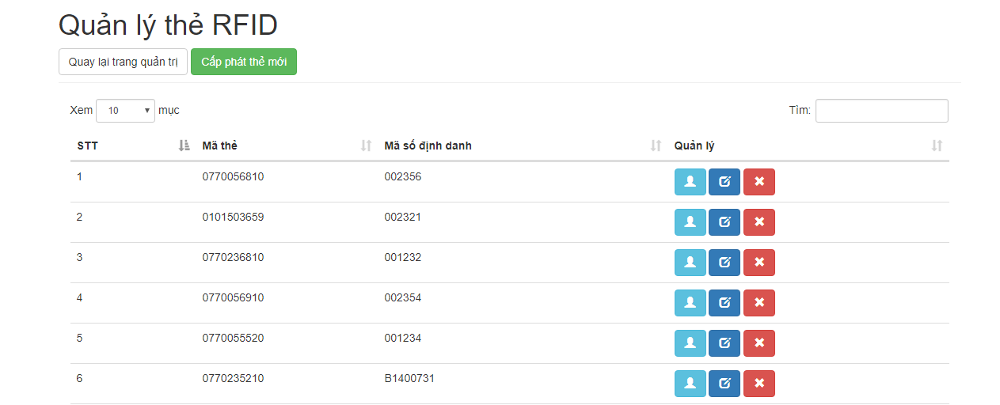 Quản lý thẻ RFID
Quay lại trang quản trị Cấp phát thẻ mới
Xem 10 mục Tìm:
STT Mã thẻ Mã số định danh Quản lý
1 0770056810 002356
2 0101503659 002321
3 0770236810 001232
4 0770056910 002354
5 0770055520 001234
6 0770235210 B1400731